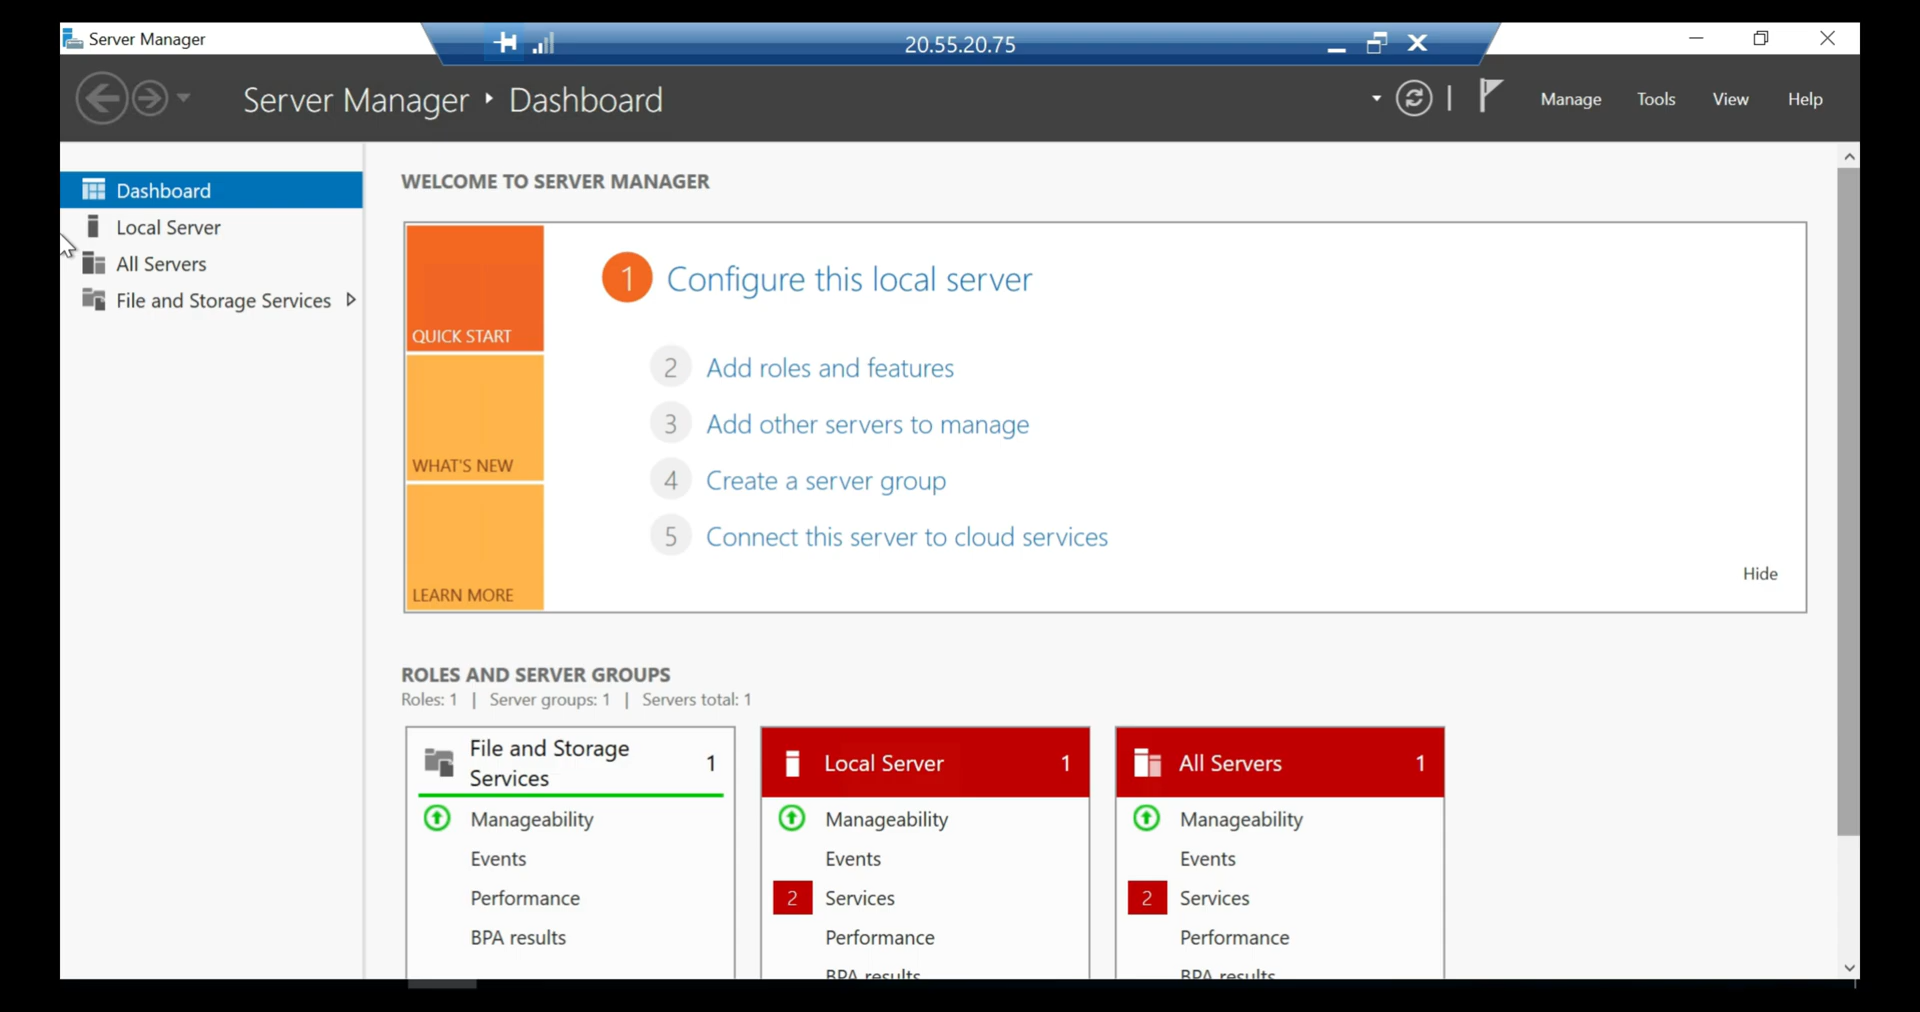 Server Manager
20.55.20.75
Server Manager ‣ Dashboard
Manage Tools View Help
Dashboard
Local Server
All Servers
File and Storage Services
WELCOME TO SERVER MANAGER
QUICK START
WHAT'S NEW
LEARN MORE
1 Configure this local server
2 Add roles and features
3 Add other servers to manage
4 Create a server group
5 Connect this server to cloud services
Hide
ROLES AND SERVER GROUPS
Roles: 1 | Server groups: 1 | Servers total: 1
File and Storage
Services
1
Manageability
Events
Performance
BPA results
Local Server 1
Manageability
Events
2 Services
Performance
BPA results
All Servers 1
Manageability
Events
2 Services
Performance
BPA results